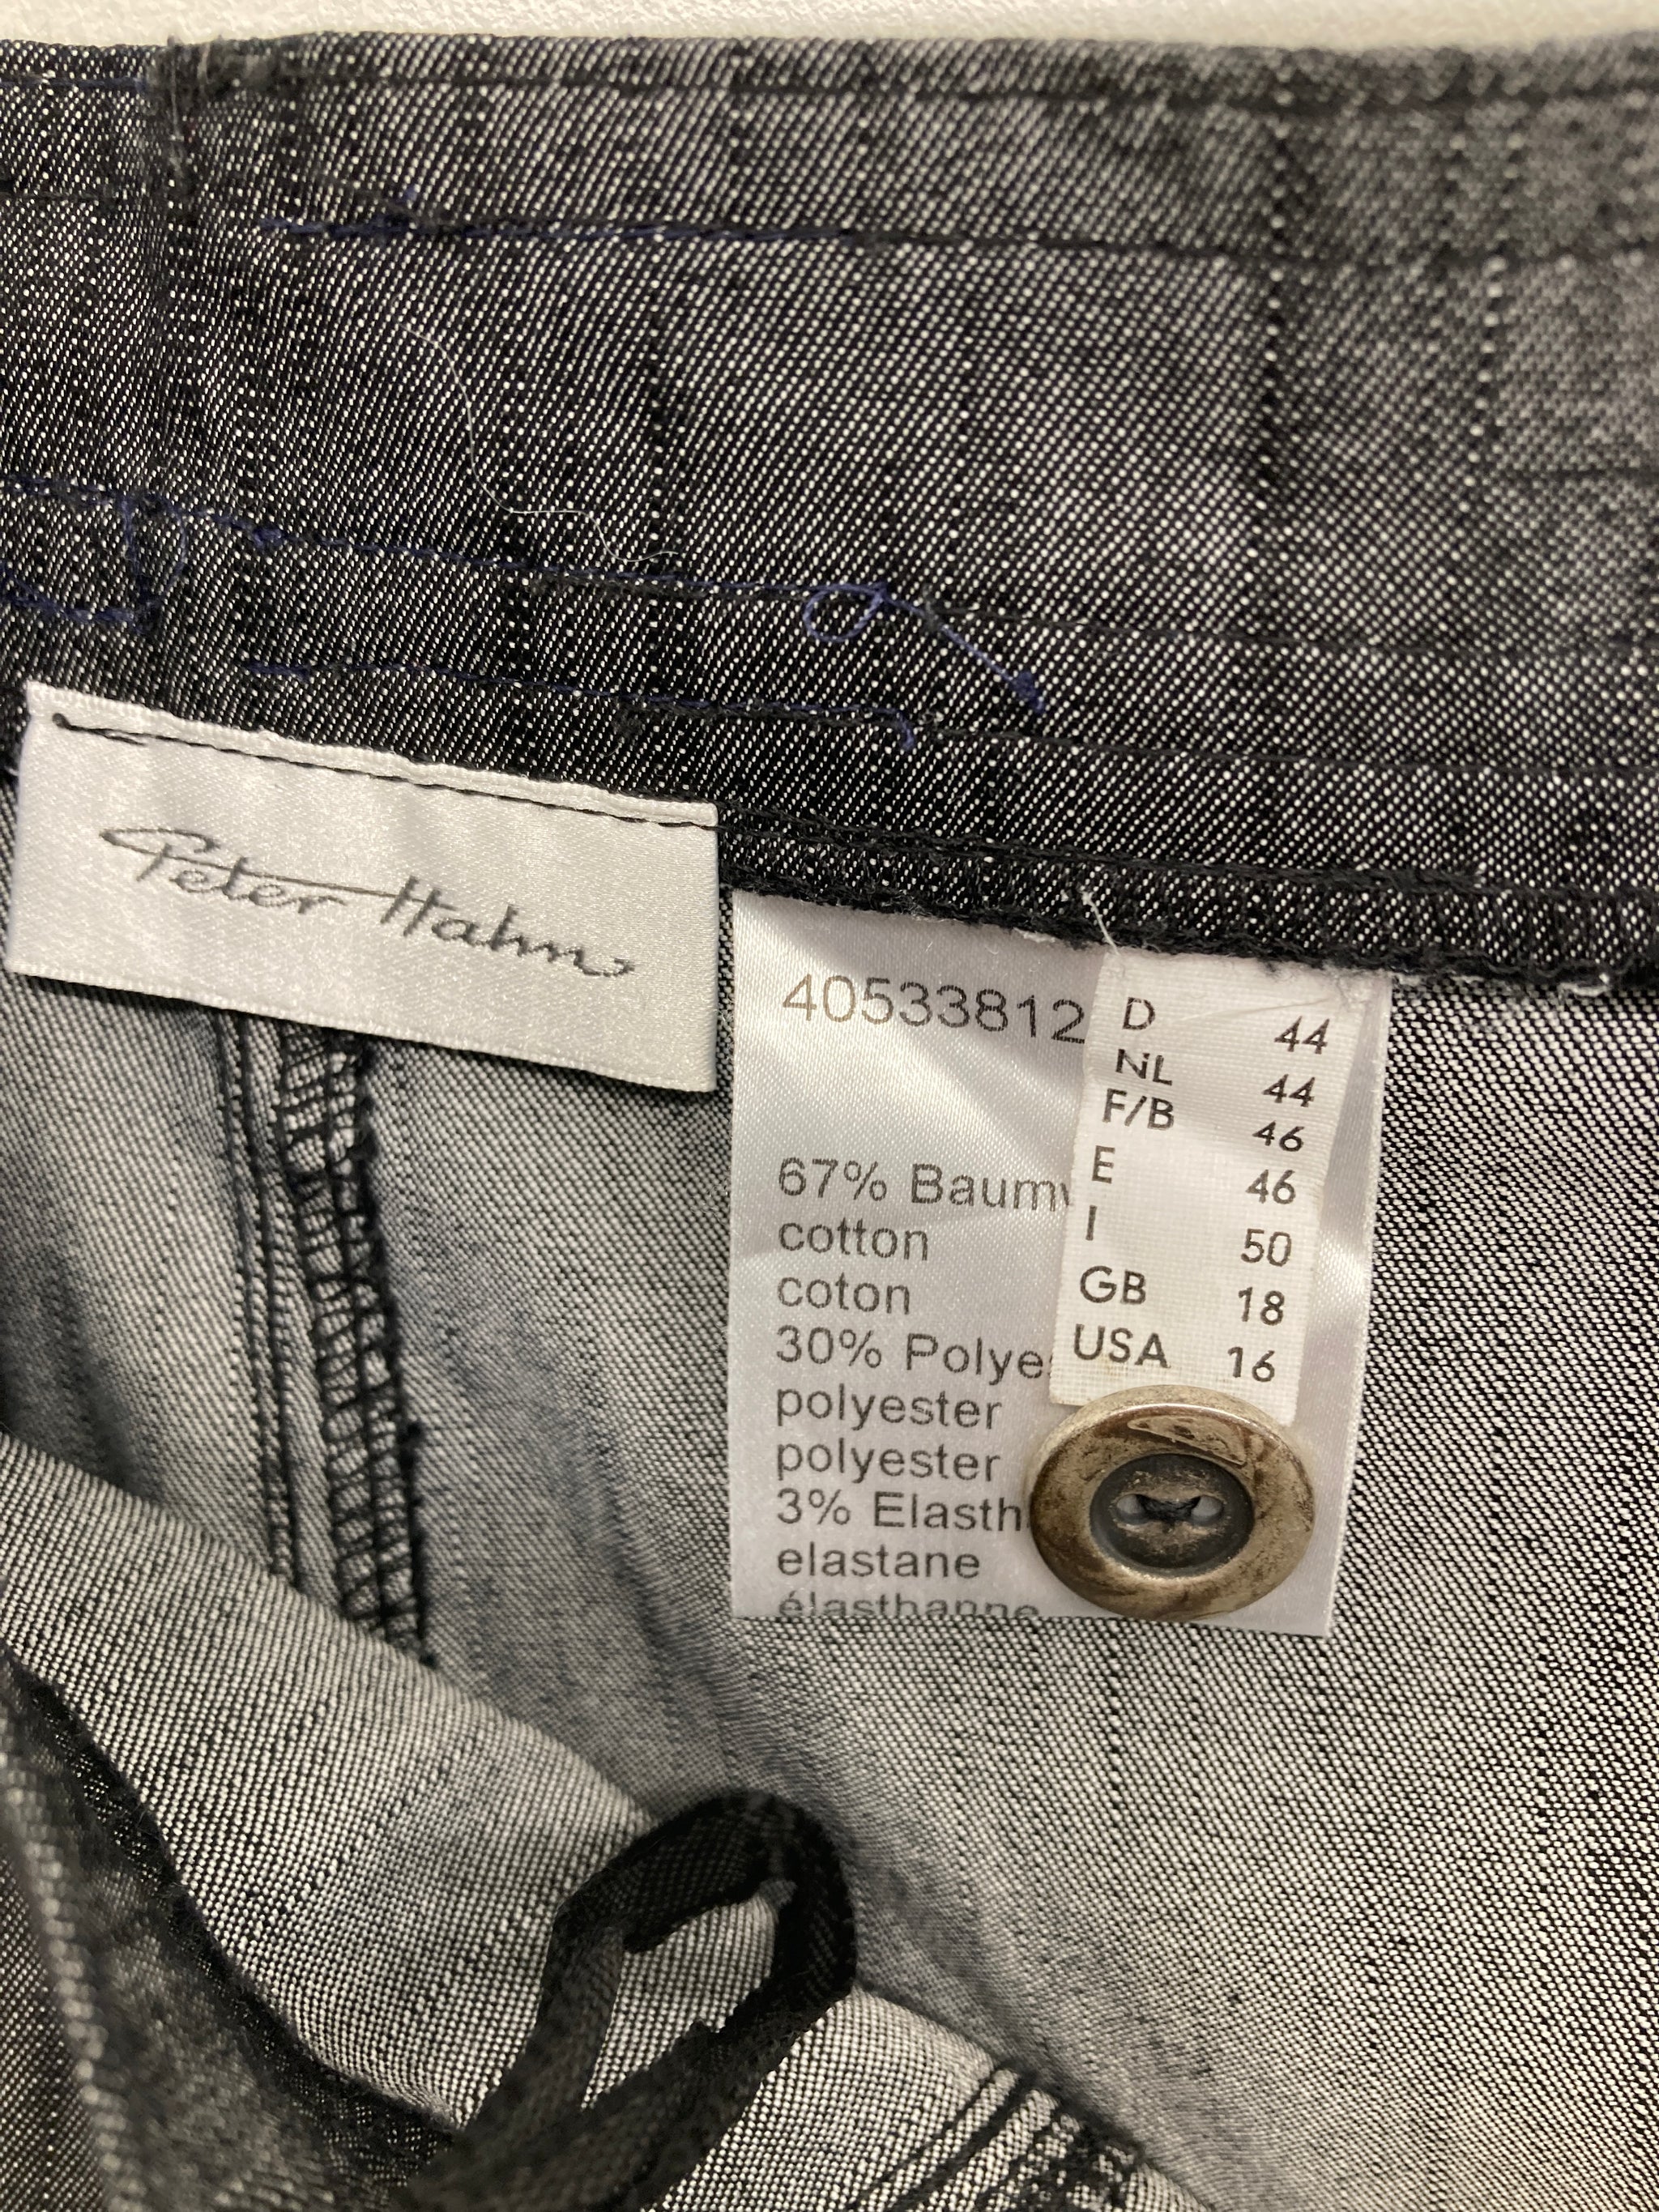 Peter Hahn
40533812
67% Baumw
cotton
coton
30% Polyes
polyester
polyester
3% Elasth
elastane
élasthanne
D 44
NL 44
F/B 46
E 46
I 50
GB 18
USA 16